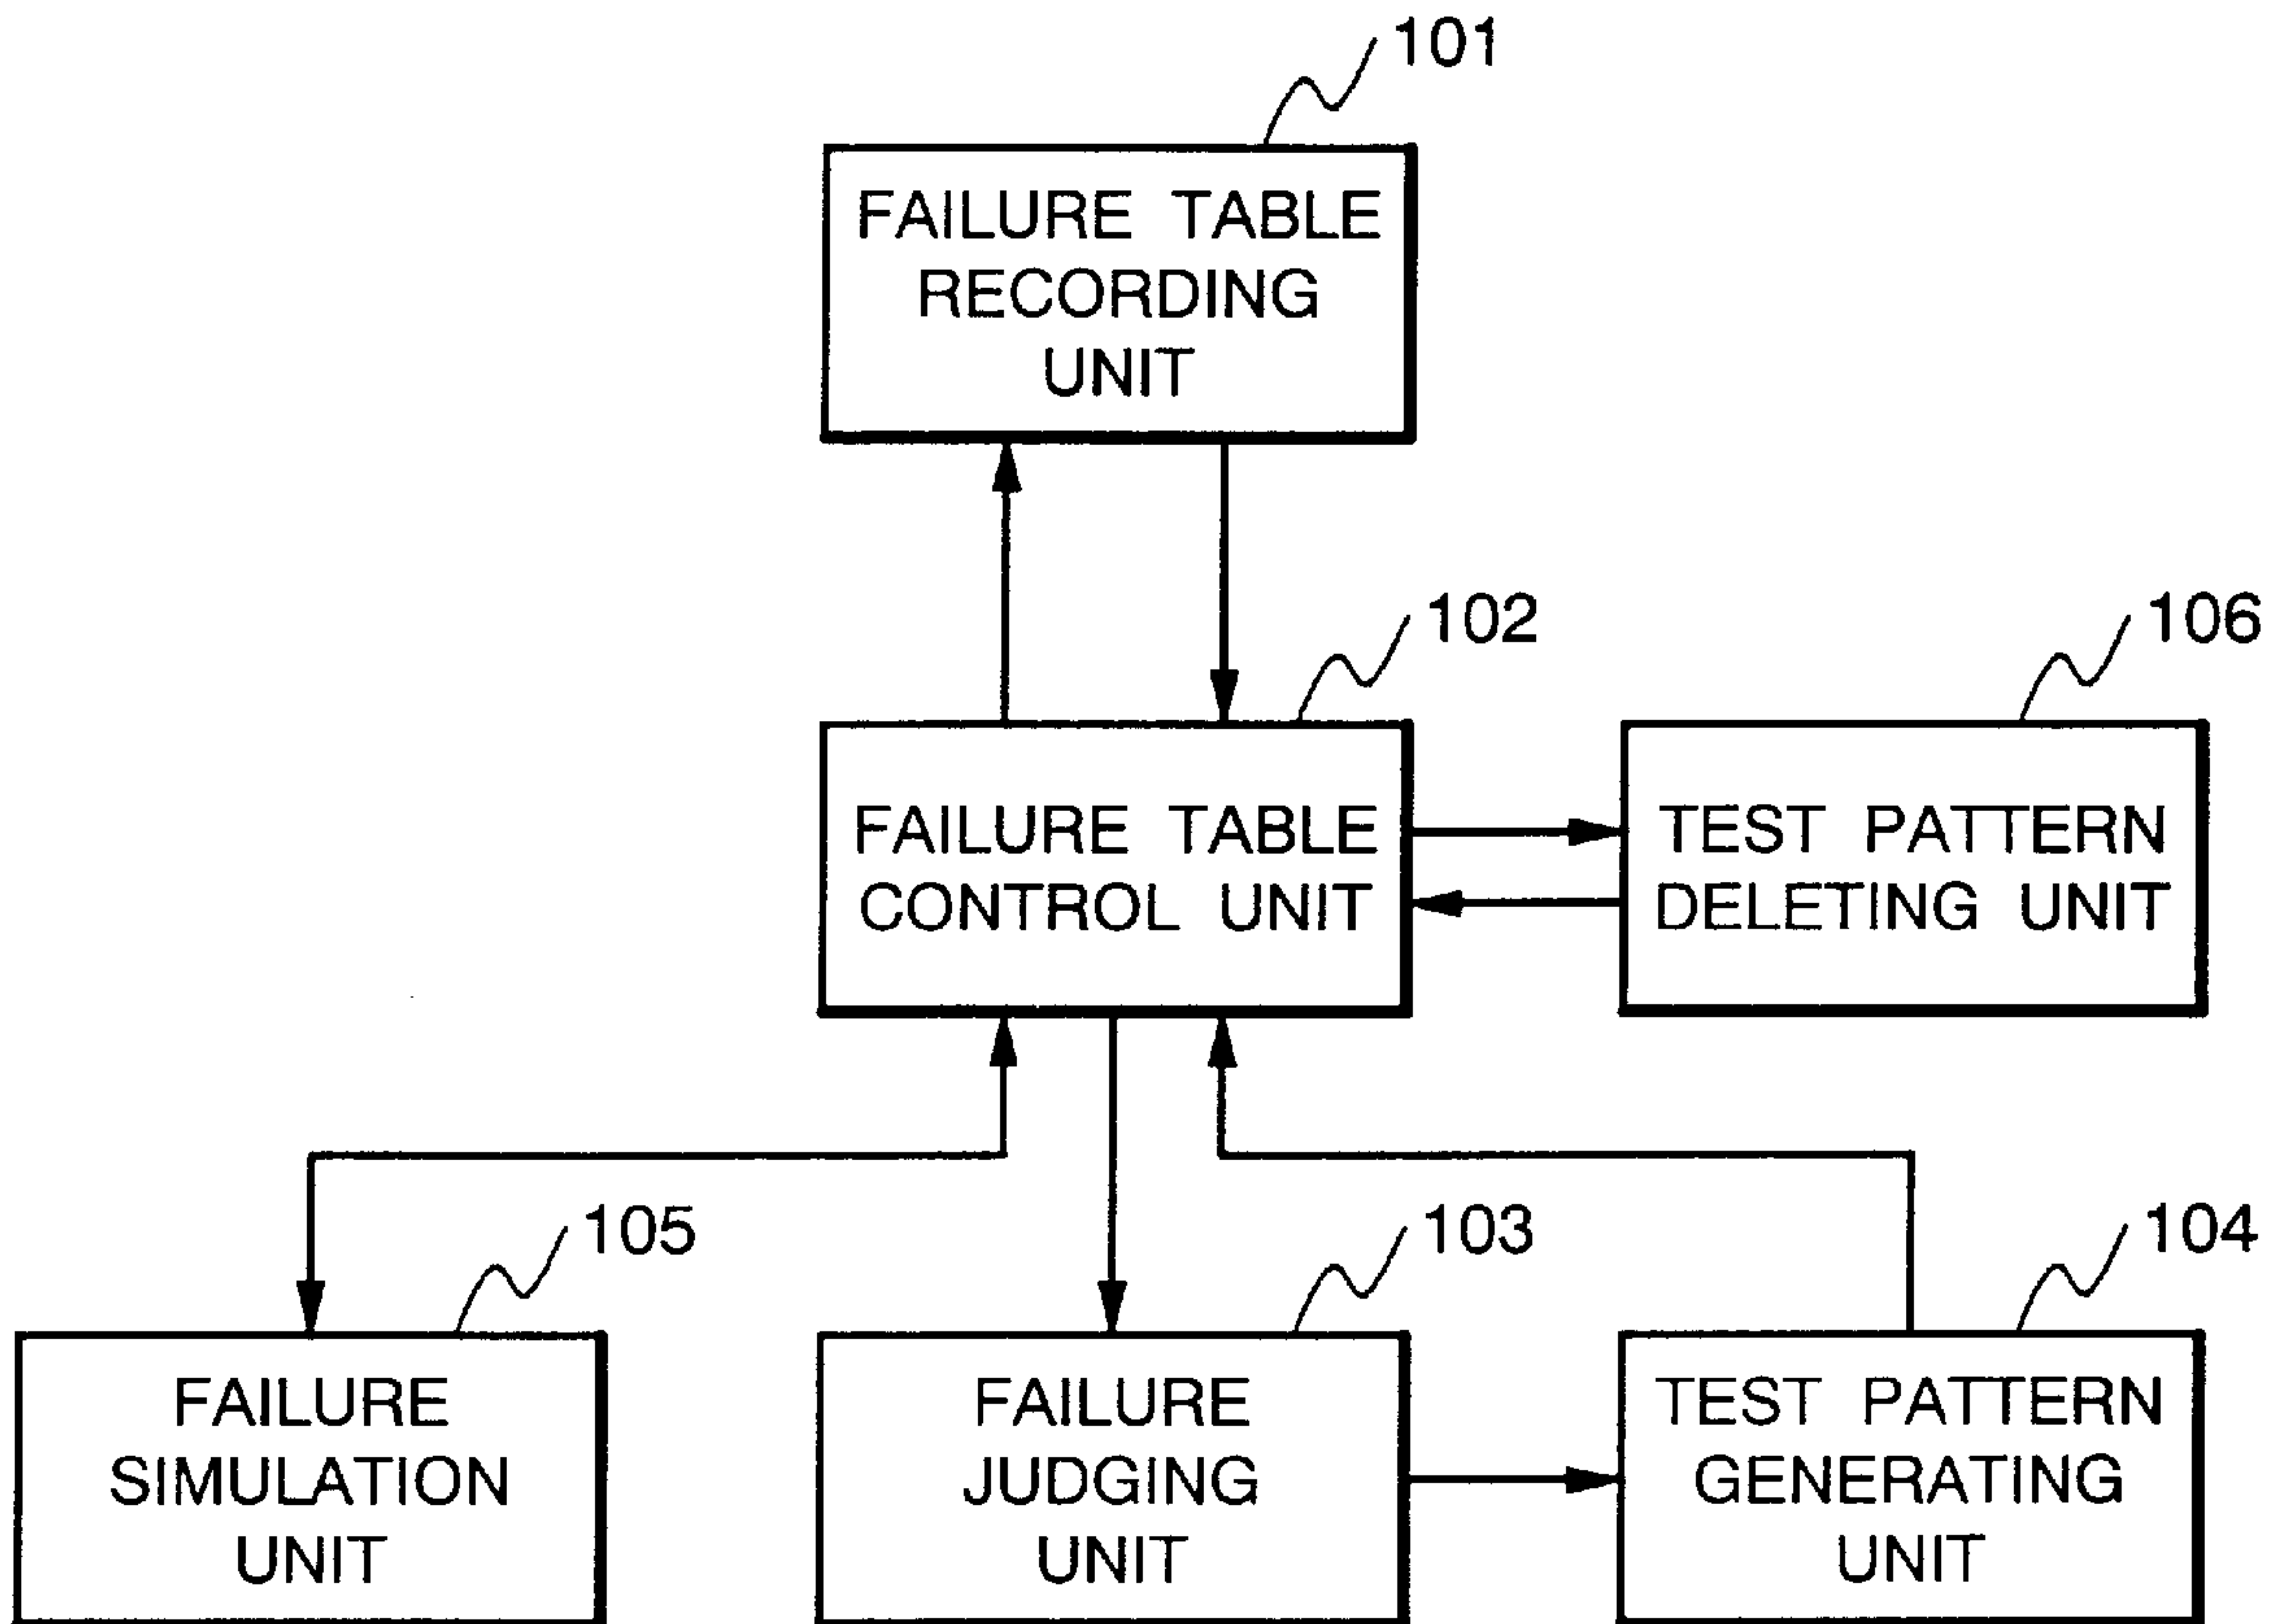 101
FAILURE TABLE
RECORDING
UNIT
102
106
FAILURE TABLE
CONTROL UNIT
TEST PATTERN
DELETING UNIT
105
103
104
FAILURE
SIMULATION
UNIT
FAILURE
JUDGING
UNIT
TEST PATTERN
GENERATING
UNIT